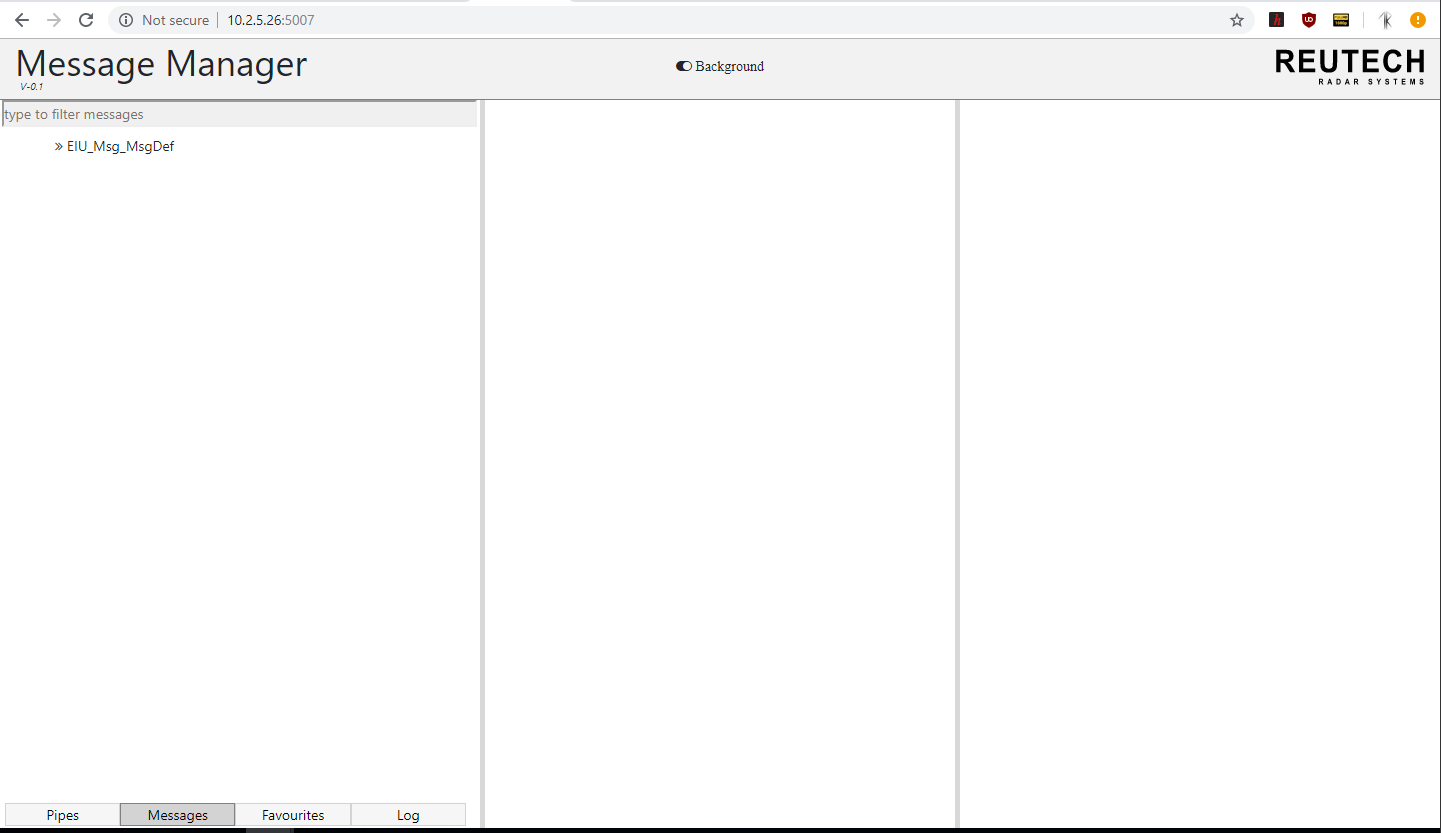 Not secure
10.2.5.26:5007
Message Manager
V-0.1
Background
REUTECH
RADAR SYSTEMS
type to filter messages
» EIU_Msg_MsgDef
Pipes
Messages
Favourites
Log